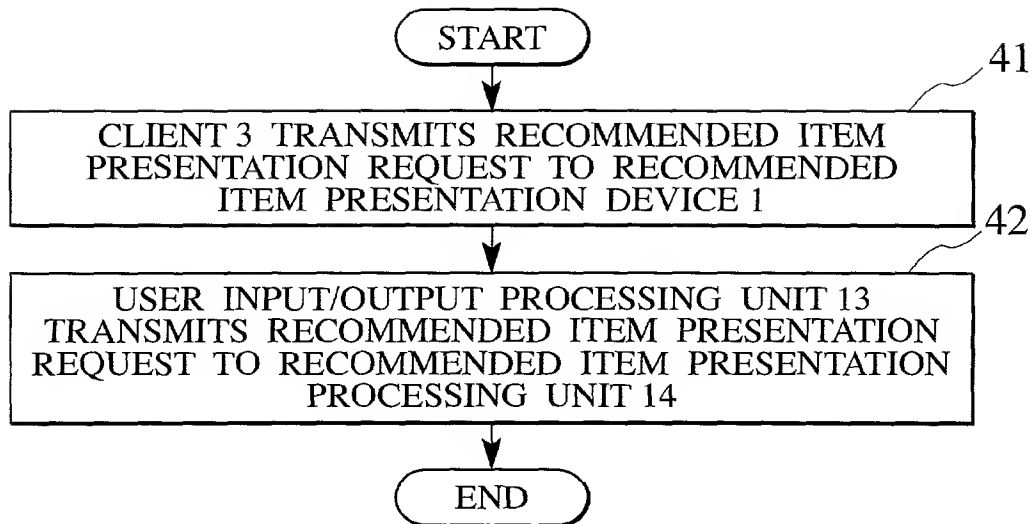 START
41
CLIENT 3 TRANSMITS RECOMMENDED ITEM
PRESENTATION REQUEST TO RECOMMENDED
ITEM PRESENTATION DEVICE 1
42
USER INPUT/OUTPUT PROCESSING UNIT 13
TRANSMITS RECOMMENDED ITEM PRESENTATION
REQUEST TO RECOMMENDED ITEM PRESENTATION
PROCESSING UNIT 14
END